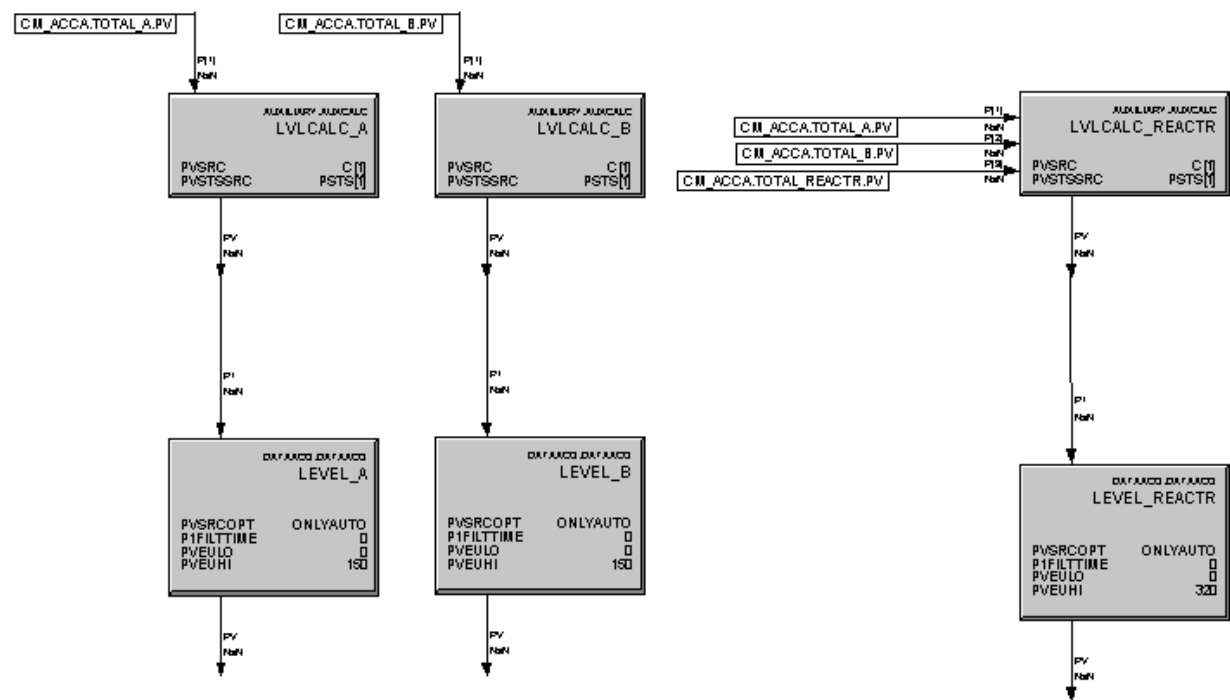 CM_ACCA.TOTAL_A.PV
P[1]
NaN
AUXILIARY.AUXCALC
LVLCALC_A
PVSRC C[1]
PVSTSSRC PSTS[1]
PV
NaN
P1
NaN
DATAACQ.DATAACQ
LEVEL_A
PVSRCOPT ONLYAUTO
P1FILTTIME 0
PVEULO 0
PVEUHI 150
PV
NaN
CM_ACCA.TOTAL_B.PV
P[1]
NaN
AUXILIARY.AUXCALC
LVLCALC_B
PVSRC C[1]
PVSTSSRC PSTS[1]
PV
NaN
P1
NaN
DATAACQ.DATAACQ
LEVEL_B
PVSRCOPT ONLYAUTO
P1FILTTIME 0
PVEULO 0
PVEUHI 150
PV
NaN
P[1]
CM_ACCA.TOTAL_A.PV
NaN
P[2]
CM_ACCA.TOTAL_B.PV
NaN
P[3]
CM_ACCA.TOTAL_REACTR.PV
NaN
AUXILIARY.AUXCALC
LVLCALC_REACTR
PVSRC C[1]
PVSTSSRC PSTS[1]
PV
NaN
P1
NaN
DATAACQ.DATAACQ
LEVEL_REACTR
PVSRCOPT ONLYAUTO
P1FILTTIME 0
PVEULO 0
PVEUHI 320
PV
NaN